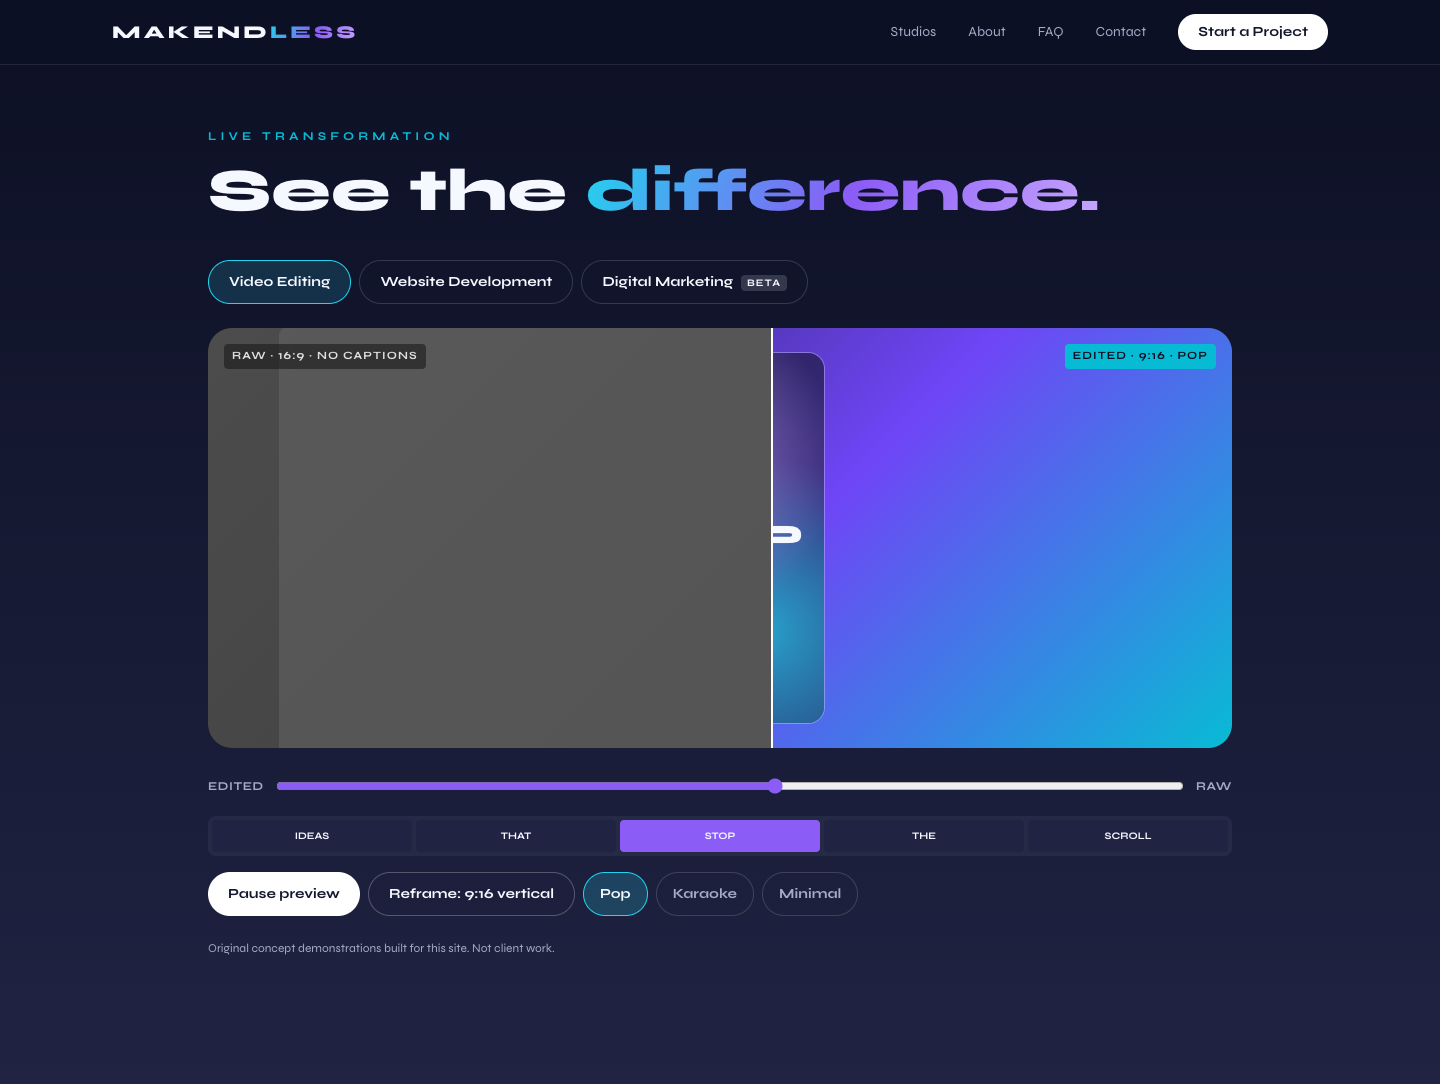 MAKENDLESS
Studios About FAQ Contact Start a Project
LIVE TRANSFORMATION
See the difference.
Video Editing Website Development Digital Marketing BETA
RAW · 16:9 · NO CAPTIONS
EDITED · 9:16 · POP
EDITED RAW
IDEAS THAT STOP THE SCROLL
Pause preview Reframe: 9:16 vertical Pop Karaoke Minimal
Original concept demonstrations built for this site. Not client work.